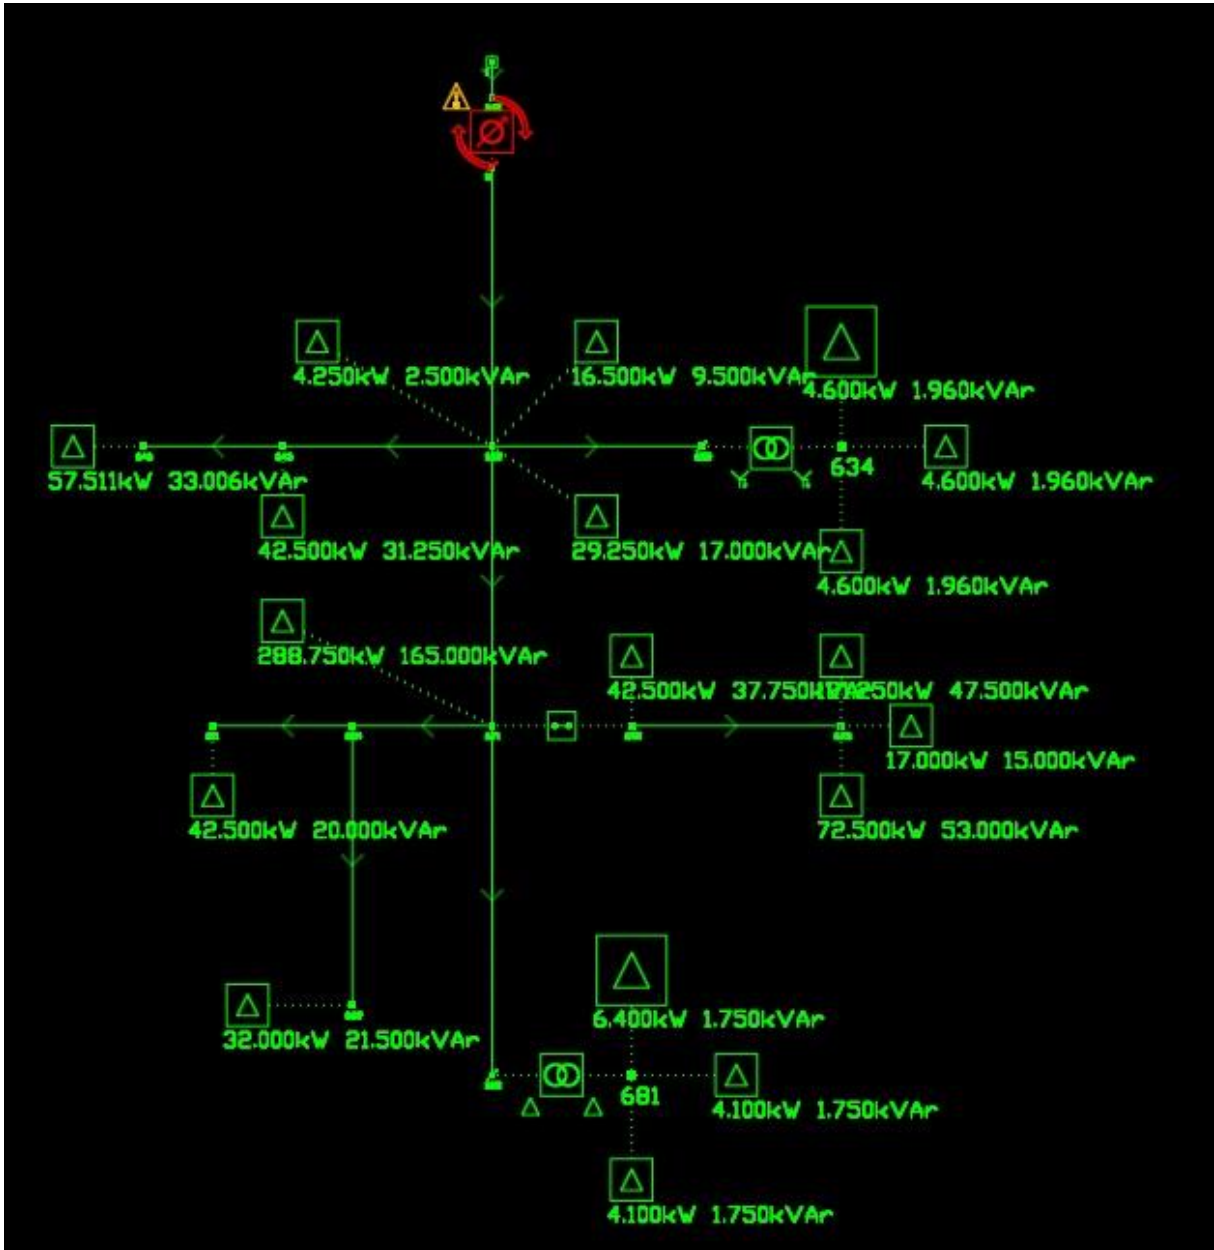 4.250kW 2.500kVAr
16.500kW 9.500kVAr
4.600kW 1.960kVAr
634
57.511kW 33.006kVAr
4.600kW 1.960kVAr
42.500kW 31.250kVAr
29.250kW 17.000kVAr
4.600kW 1.960kVAr
288.750kW 165.000kVAr
42.500kW 37.750kVAr
47.500kVAr
17.000kW 15.000kVAr
42.500kW 20.000kVAr
72.500kW 53.000kVAr
6.400kW 1.750kVAr
32.000kW 21.500kVAr
681
4.100kW 1.750kVAr
4.100kW 1.750kVAr